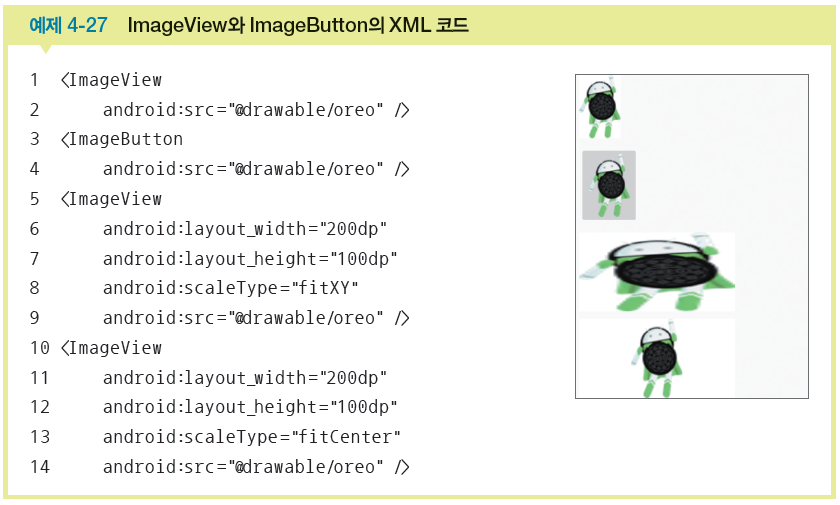 예제 4-27 ImageView와 ImageButton의 XML 코드
1 <ImageView
2 android:src="@drawable/oreo" />
3 <ImageButton
4 android:src="@drawable/oreo" />
5 <ImageView
6 android:layout_width="200dp"
7 android:layout_height="100dp"
8 android:scaleType="fitXY"
9 android:src="@drawable/oreo" />
10 <ImageView
11 android:layout_width="200dp"
12 android:layout_height="100dp"
13 android:scaleType="fitCenter"
14 android:src="@drawable/oreo" />